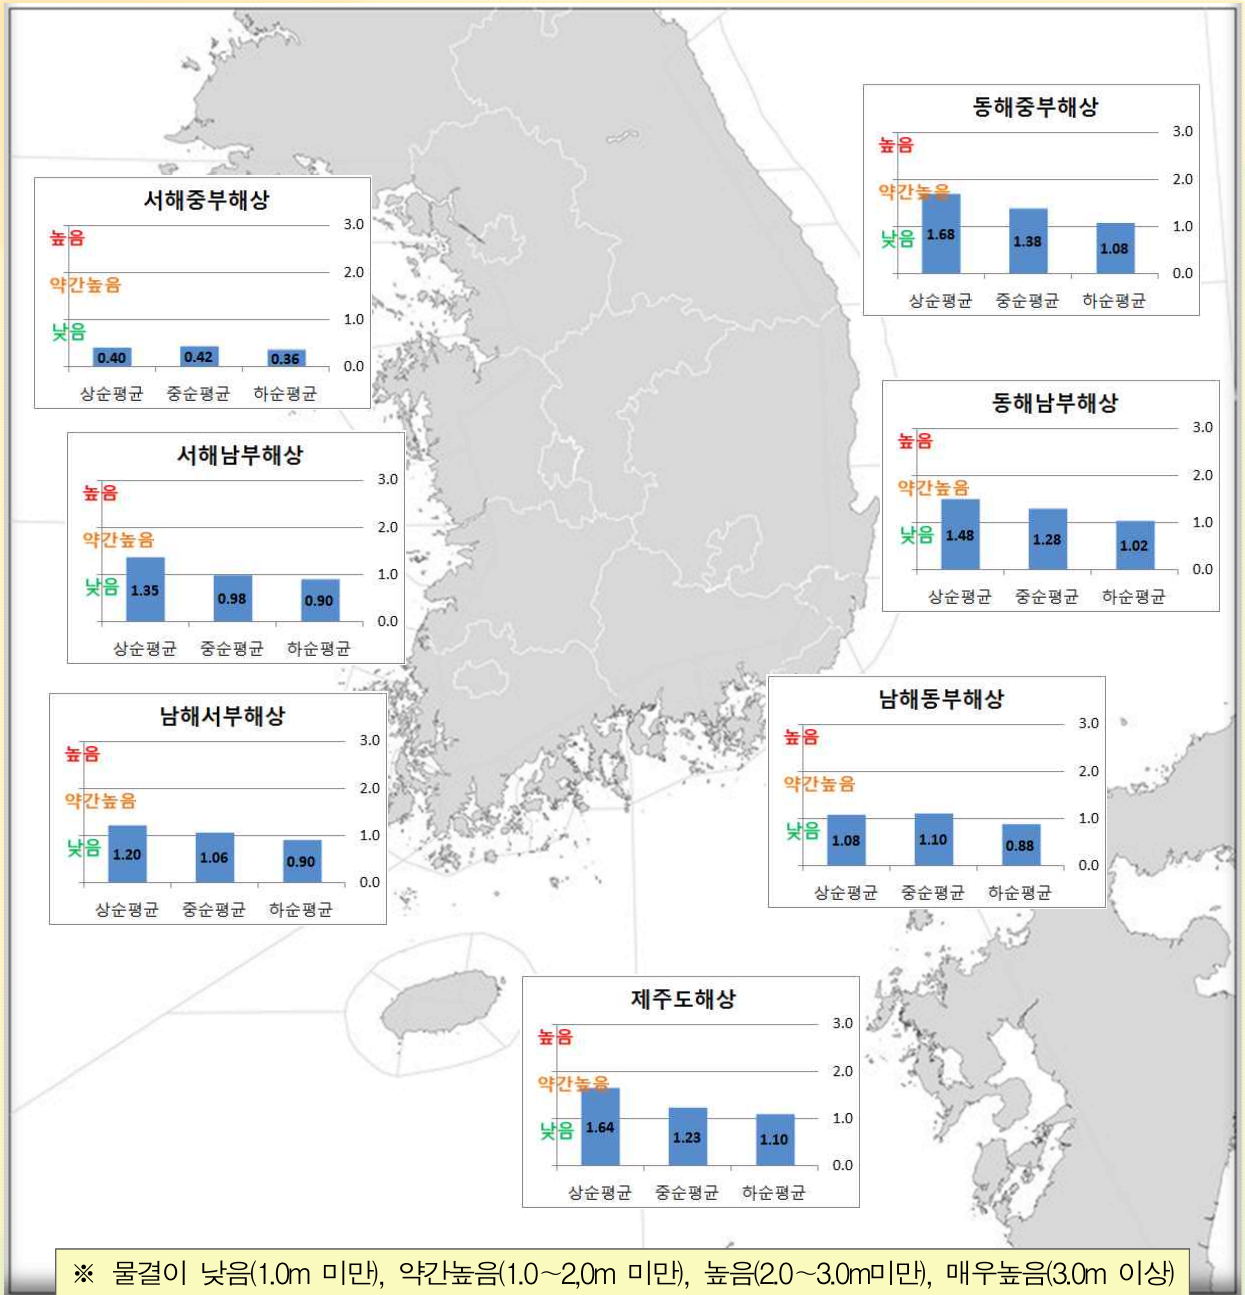 동해중부해상
높음
약간높음
낮음
3.0
2.0
1.0
0.0
1.68
1.38
1.08
상순평균 중순평균 하순평균
서해중부해상
높음
약간높음
낮음
3.0
2.0
1.0
0.0
0.40
0.42
0.36
상순평균 중순평균 하순평균
동해남부해상
높음
약간높음
낮음
3.0
2.0
1.0
0.0
1.48
1.28
1.02
상순평균 중순평균 하순평균
서해남부해상
높음
약간높음
낮음
3.0
2.0
1.0
0.0
1.35
0.98
0.90
상순평균 중순평균 하순평균
남해동부해상
높음
약간높음
낮음
3.0
2.0
1.0
0.0
1.08
1.10
0.88
상순평균 중순평균 하순평균
남해서부해상
높음
약간높음
낮음
3.0
2.0
1.0
0.0
1.20
1.06
0.90
상순평균 중순평균 하순평균
제주도해상
높음
약간높음
낮음
3.0
2.0
1.0
0.0
1.64
1.23
1.10
상순평균 중순평균 하순평균
※ 물결이 낮음(1.0m 미만), 약간높음(1.0～2,0m 미만), 높음(2.0～3.0m미만), 매우높음(3.0m 이상)